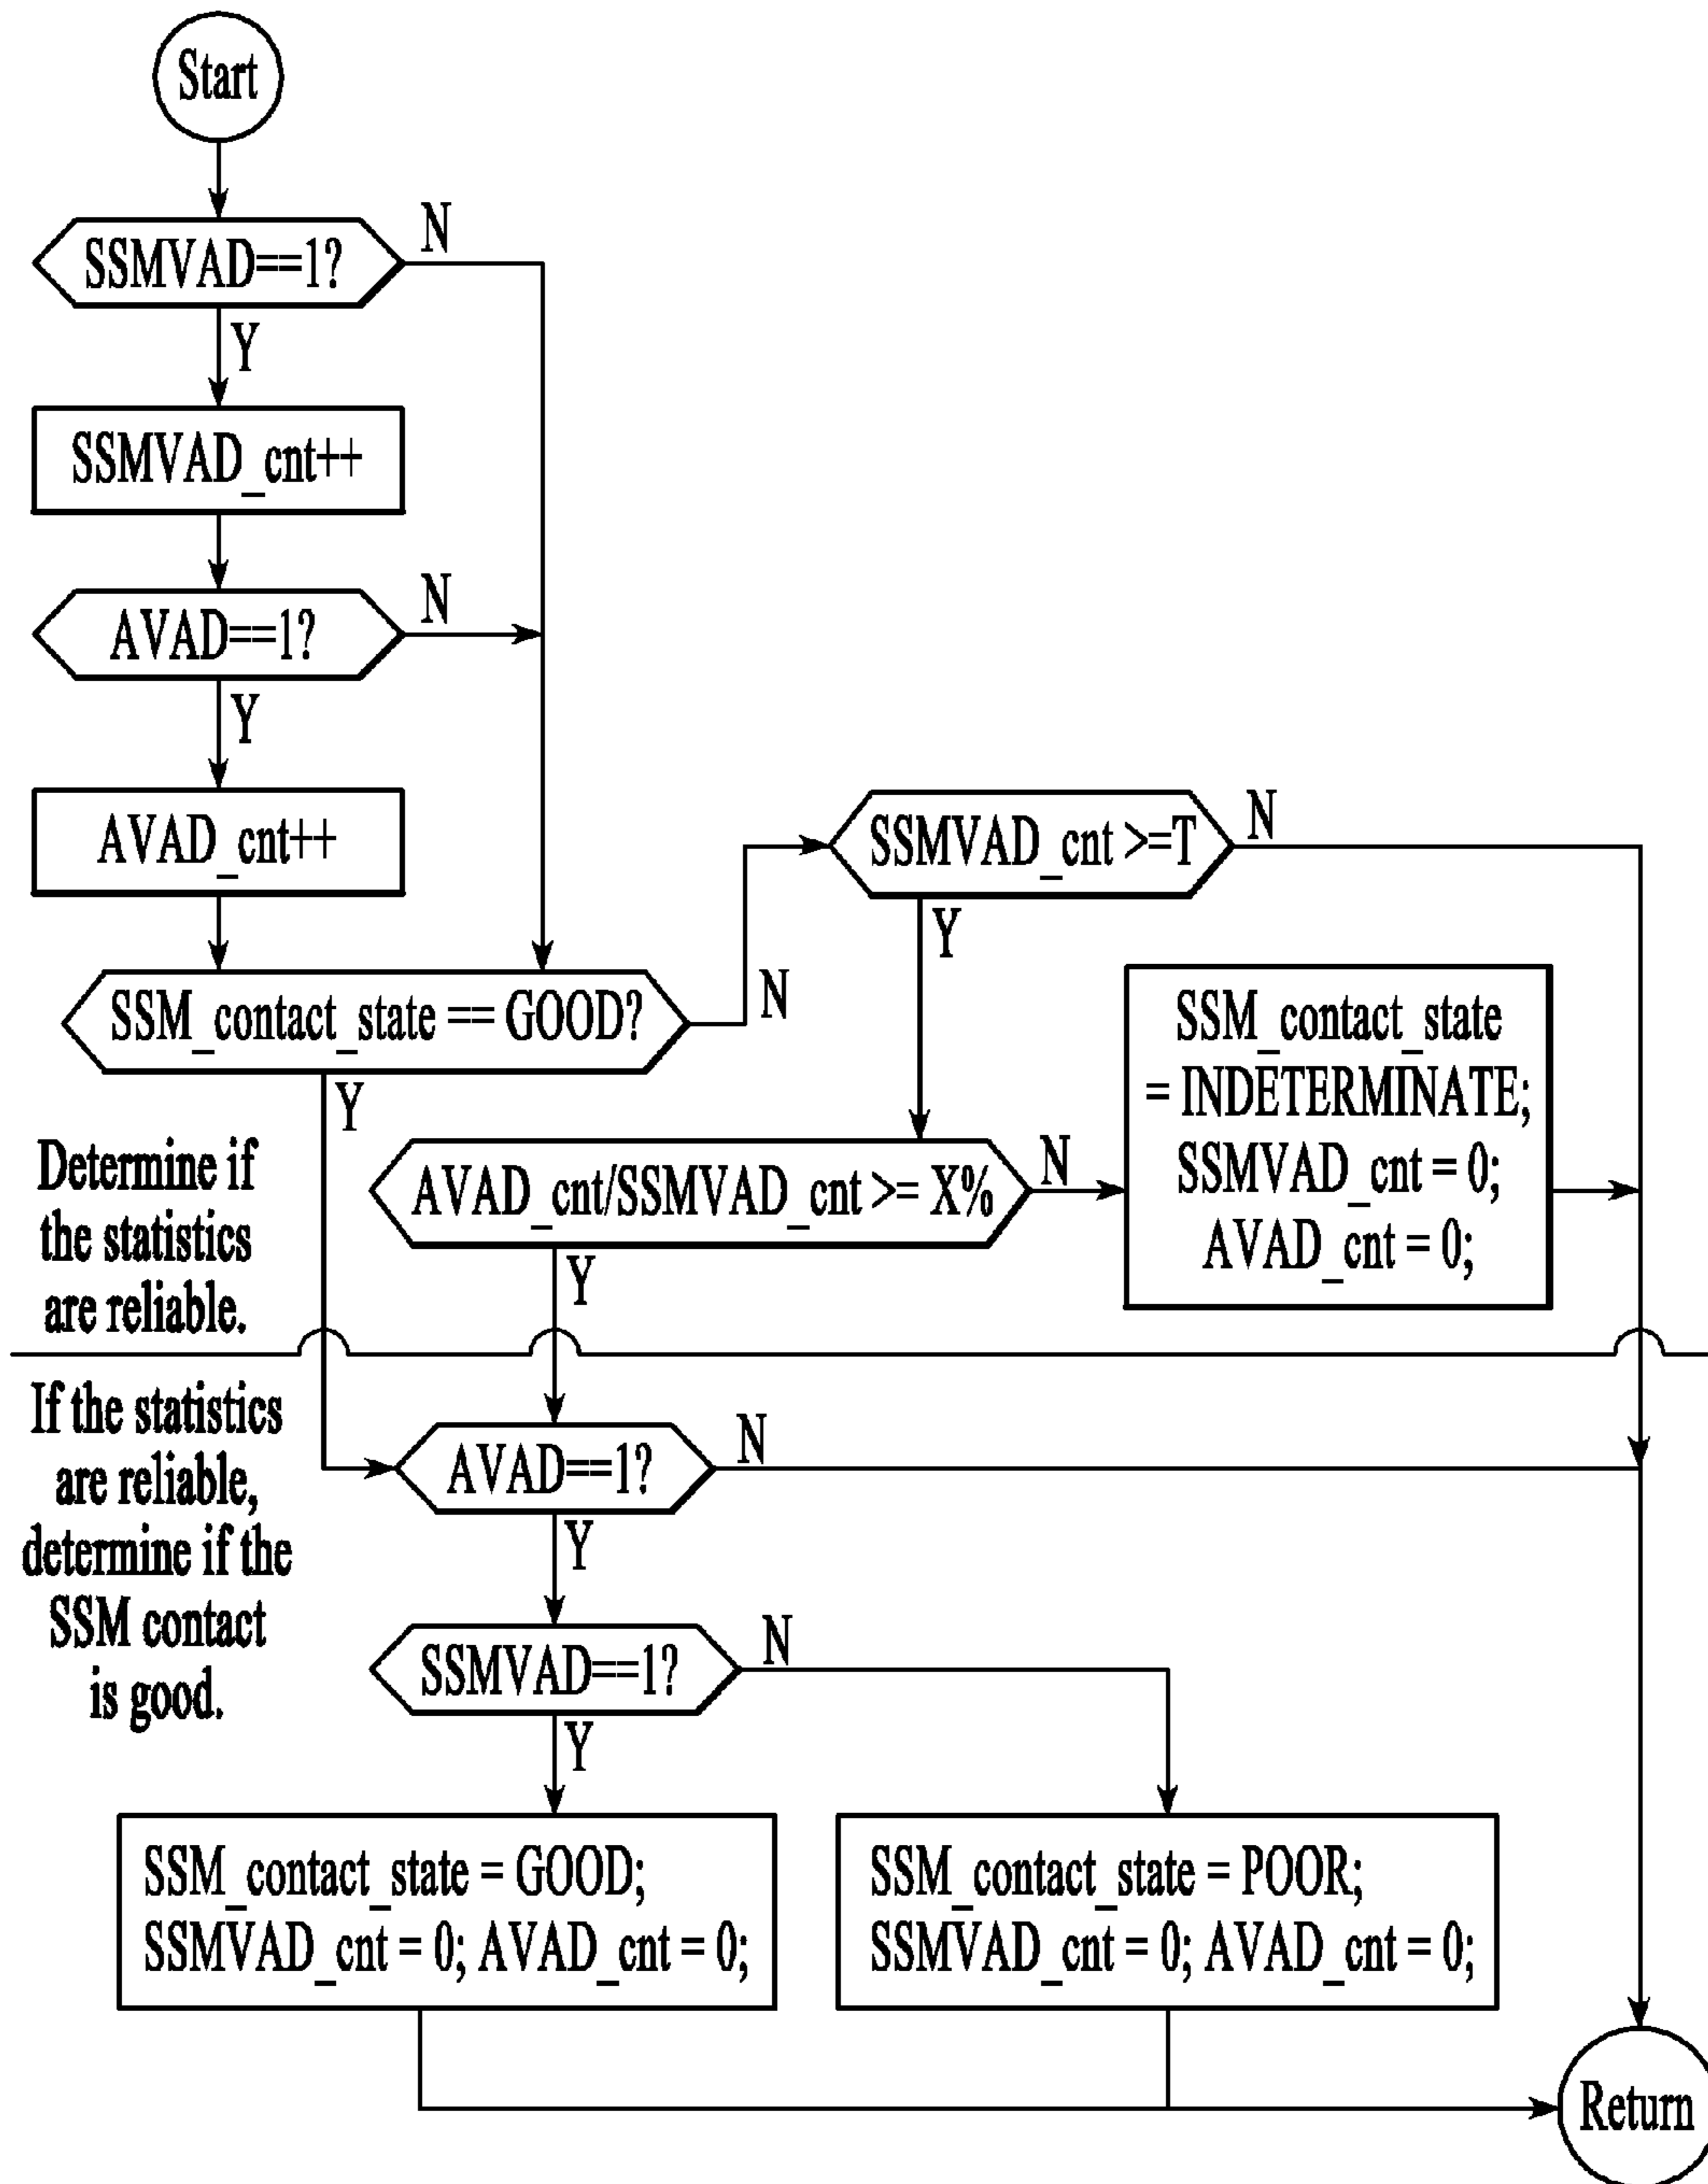 Start
SSMVAD==1?
N
Y
SSMVAD_cnt++
AVAD==1?
N
Y
AVAD_cnt++
SSMVAD_cnt >=T
N
Y
SSM_contact_state == GOOD?
N
Y
SSM_contact_state
= INDETERMINATE;
SSMVAD_cnt = 0;
AVAD_cnt = 0;
AVAD_cnt/SSMVAD_cnt >= X%
N
Y
Determine if
the statistics
are reliable.
If the statistics
are reliable,
determine if the
SSM contact
is good.
AVAD==1?
N
Y
SSMVAD==1?
N
Y
SSM_contact_state = GOOD;
SSMVAD_cnt = 0; AVAD_cnt = 0;
SSM_contact_state = POOR;
SSMVAD_cnt = 0; AVAD_cnt = 0;
Return